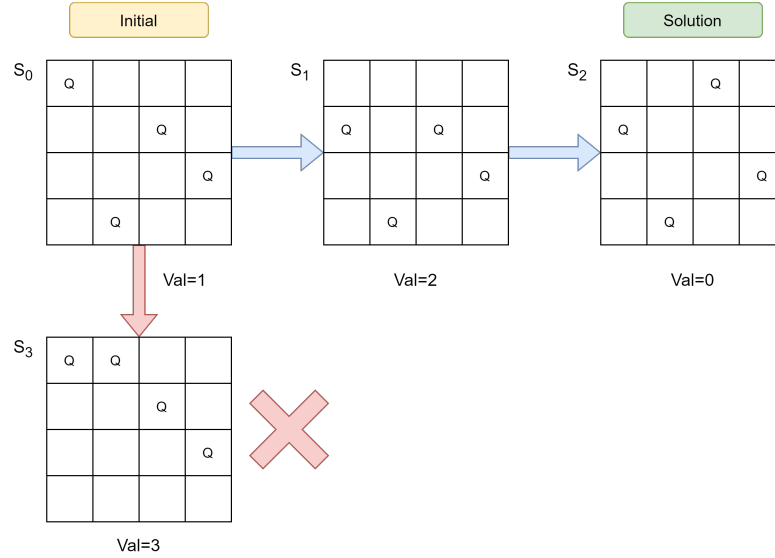 Initial
Solution
S0
S1
S2
Q
Q
Q
Q
Q
Q
Q
Q
Q
Q
Q
Q
Val=1
Val=2
Val=0
S3
Q
Q
Q
Q
Val=3